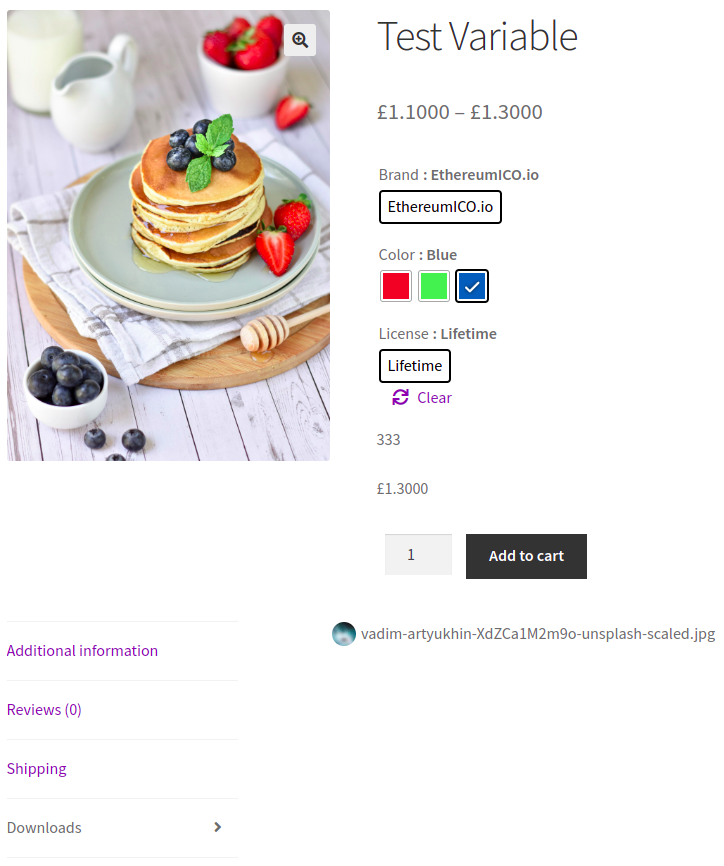 Test Variable
£1.1000 – £1.3000
Brand : EthereumICO.io
EthereumICO.io
Color : Blue
License : Lifetime
Lifetime
Clear
333
£1.3000
1
Add to cart
Additional information
Reviews (0)
Shipping
Downloads
vadim-artyukhin-XdZCa1M2m9o-unsplash-scaled.jpg